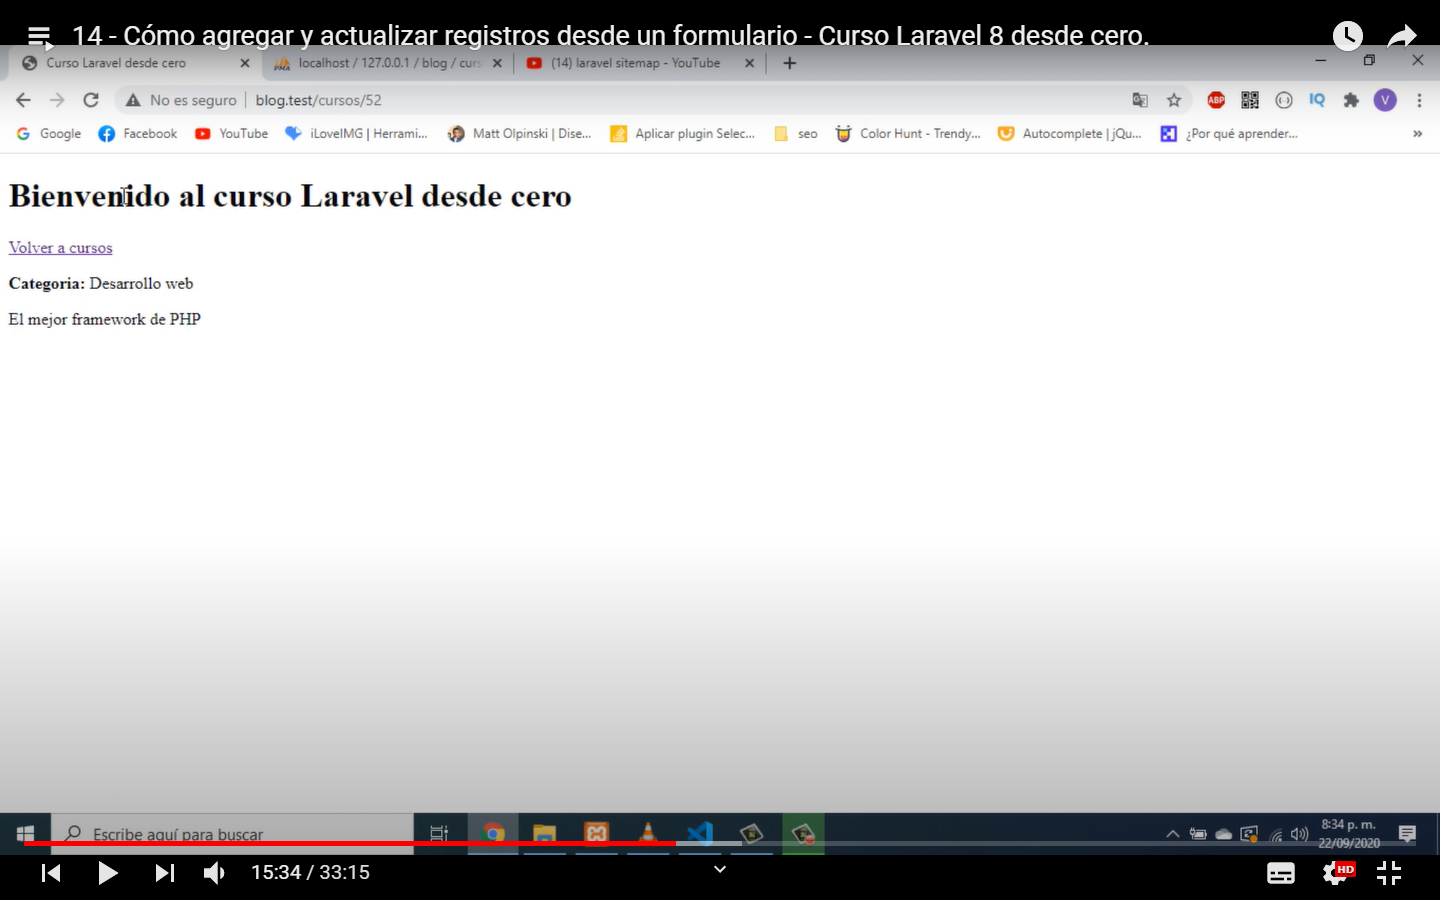 14 - Cómo agregar y actualizar registros desde un formulario - Curso Laravel 8 desde cero.
Curso Laravel desde cero
localhost / 127.0.0.1 / blog / curs
(14) laravel sitemap - YouTube
No es seguro
blog.test/cursos/52
ABP
IQ
V
Google
Facebook
YouTube
iLoveIMG | Herrami...
Matt Olpinski | Dise...
Aplicar plugin Selec...
seo
Color Hunt - Trendy...
Autocomplete | jQu...
¿Por qué aprender...
»
Bienvenido al curso Laravel desde cero
Volver a cursos
Categoria: Desarrollo web
El mejor framework de PHP
Escribe aquí para buscar
8:34 p. m.
22/09/2020
15:34 / 33:15
HD